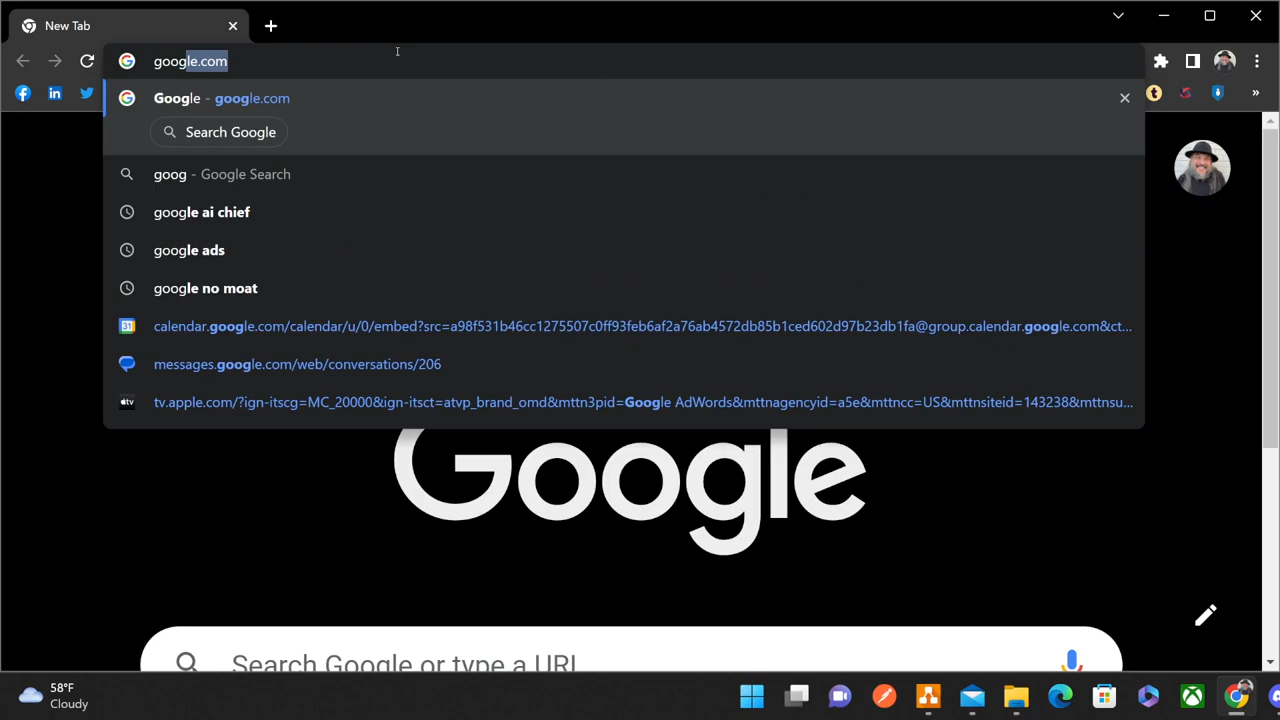 New Tab
google.com
Google - google.com
Search Google
goog - Google Search
google ai chief
google ads
google no moat
calendar.google.com/calendar/u/0/embed?src=a98f531b46cc1275507c0ff93feb6af2a76ab4572db85b1ced602d97b23db1fa@group.calendar.google.com&ct...
messages.google.com/web/conversations/206
tv.apple.com/?ign-itscg=MC_20000&ign-itsct=atvp_brand_omd&mttn3pid=Google AdWords&mttnagencyid=a5e&mttncc=US&mttnsiteid=143238&mttnsu...
Google
Search Google or type a URL
58°F
Cloudy